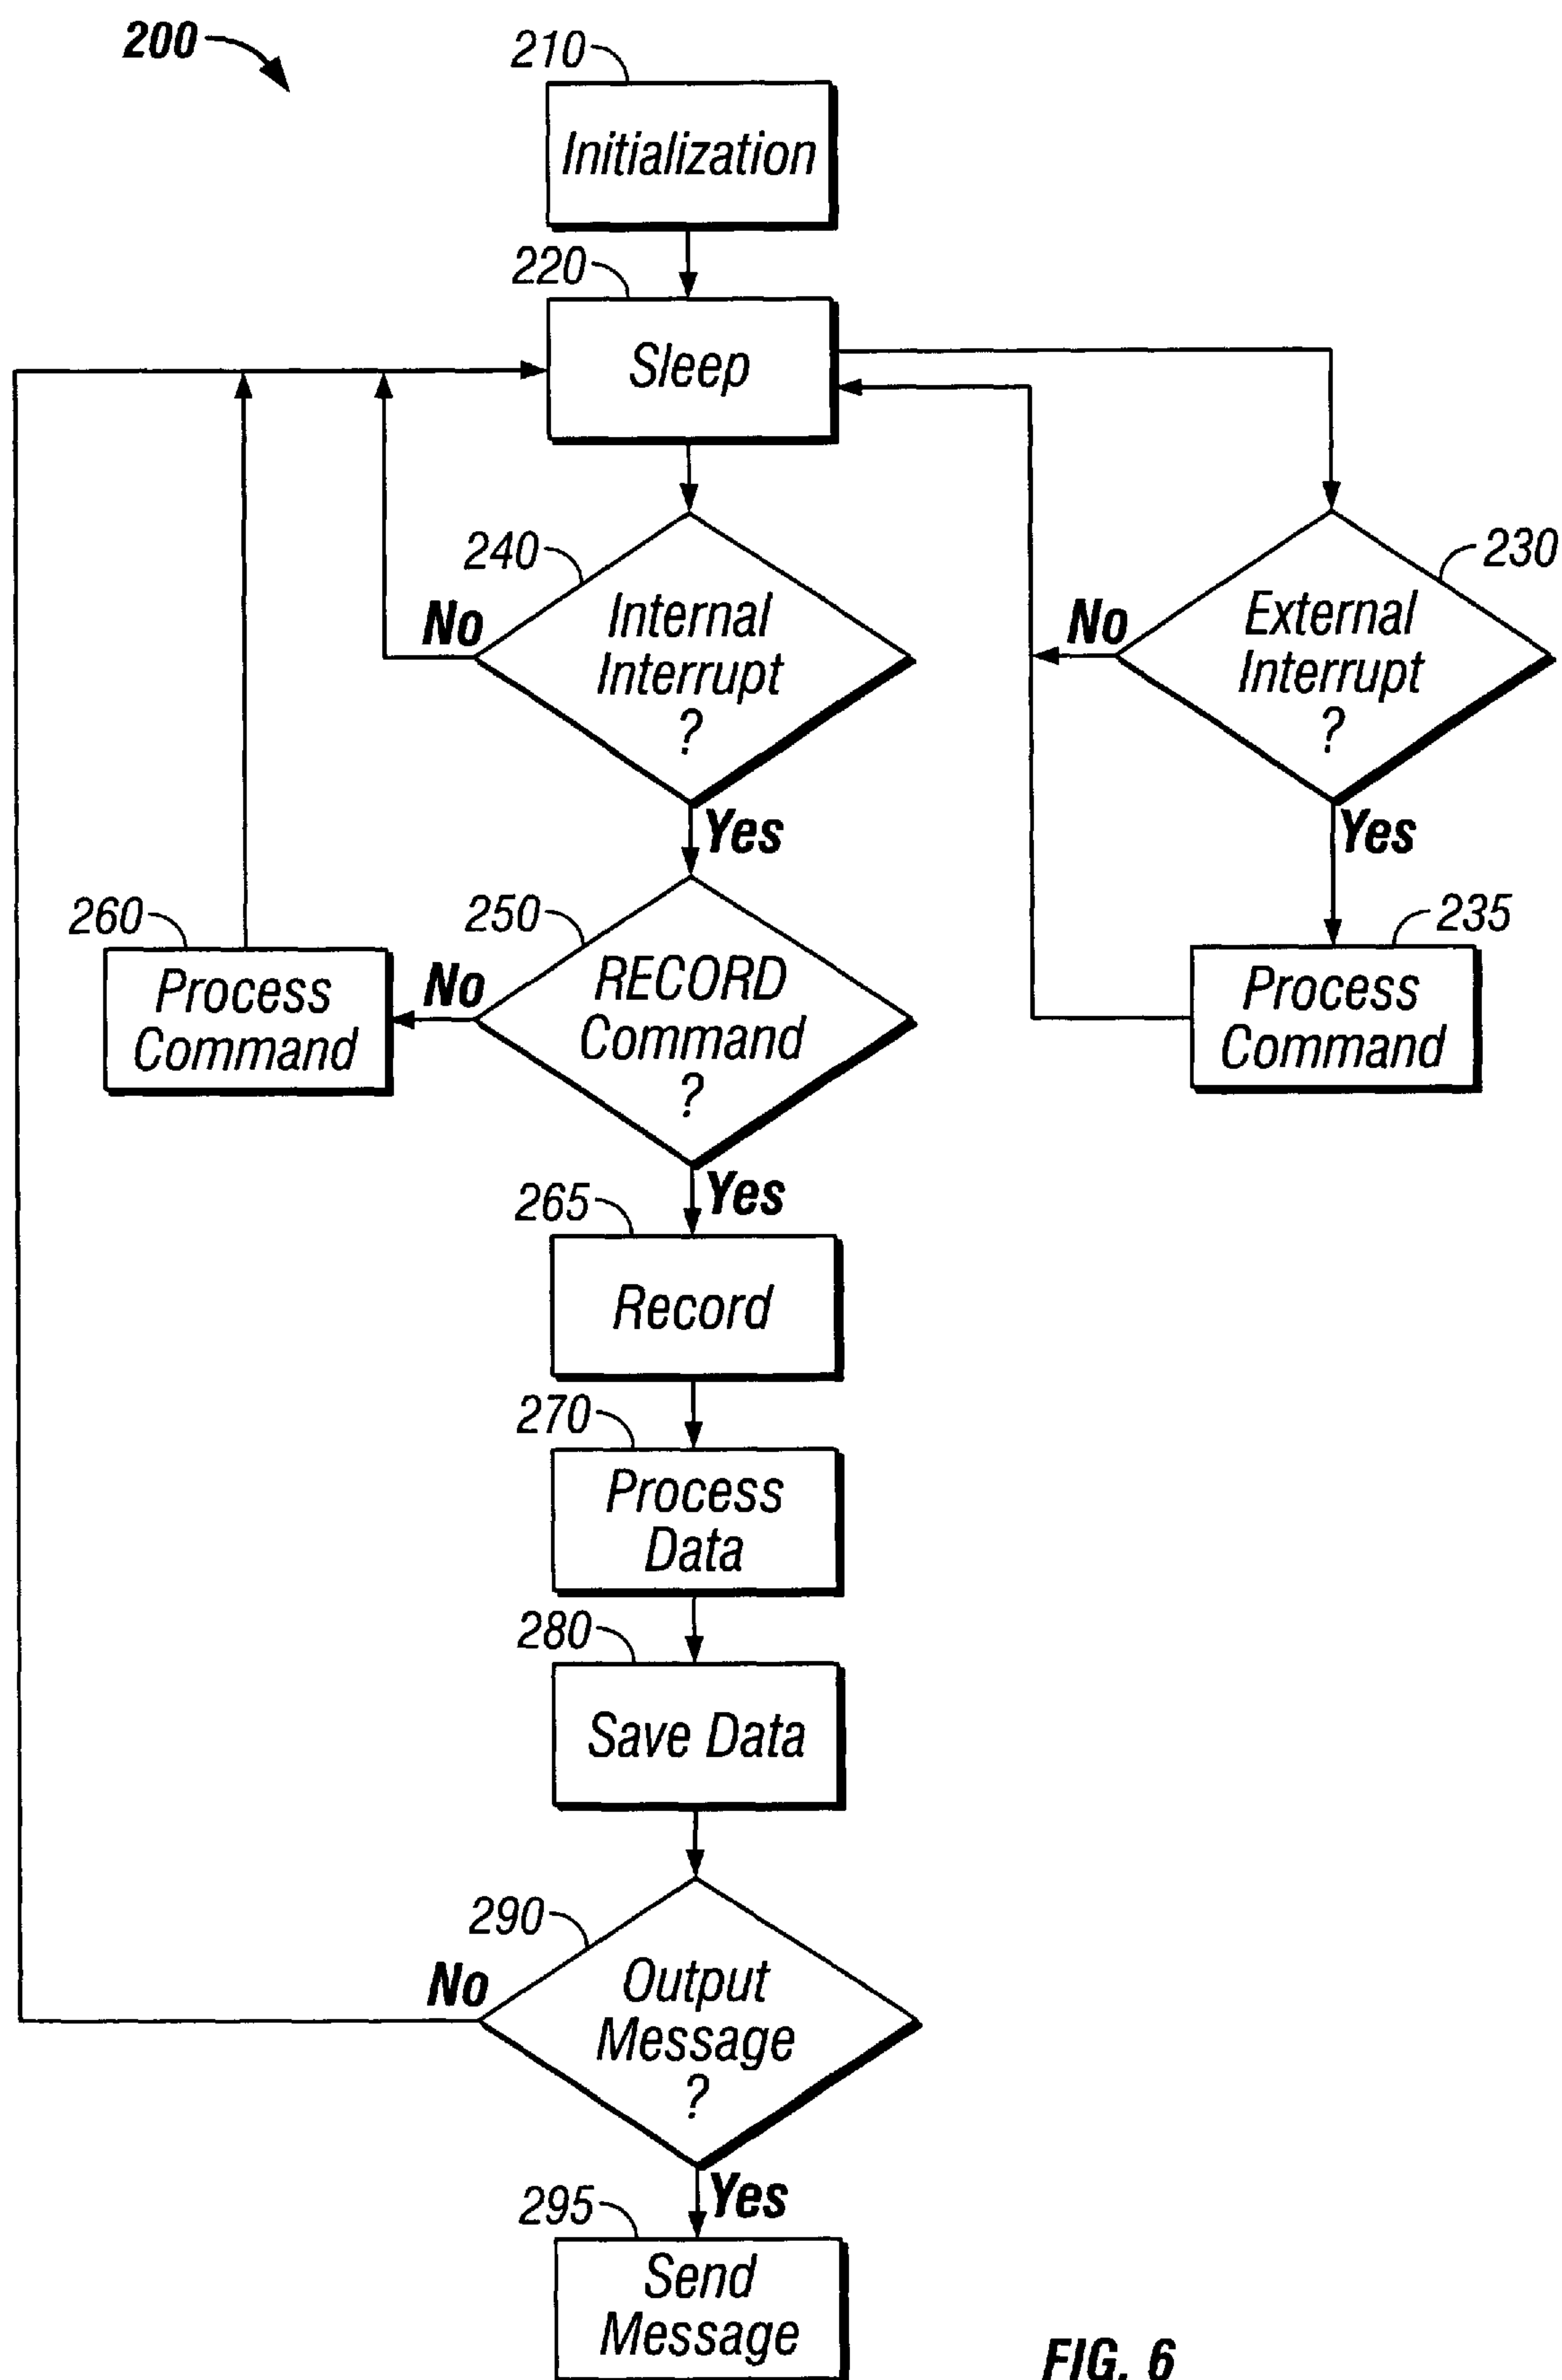 200
210
Initialization
220
Sleep
240
Internal
Interrupt
?
No
Yes
230
External
Interrupt
?
No
Yes
235
Process
Command
250
RECORD
Command
?
No
Yes
260
Process
Command
265
Record
270
Process
Data
280
Save Data
290
Output
Message
?
No
Yes
295
Send
Message
FIG. 6